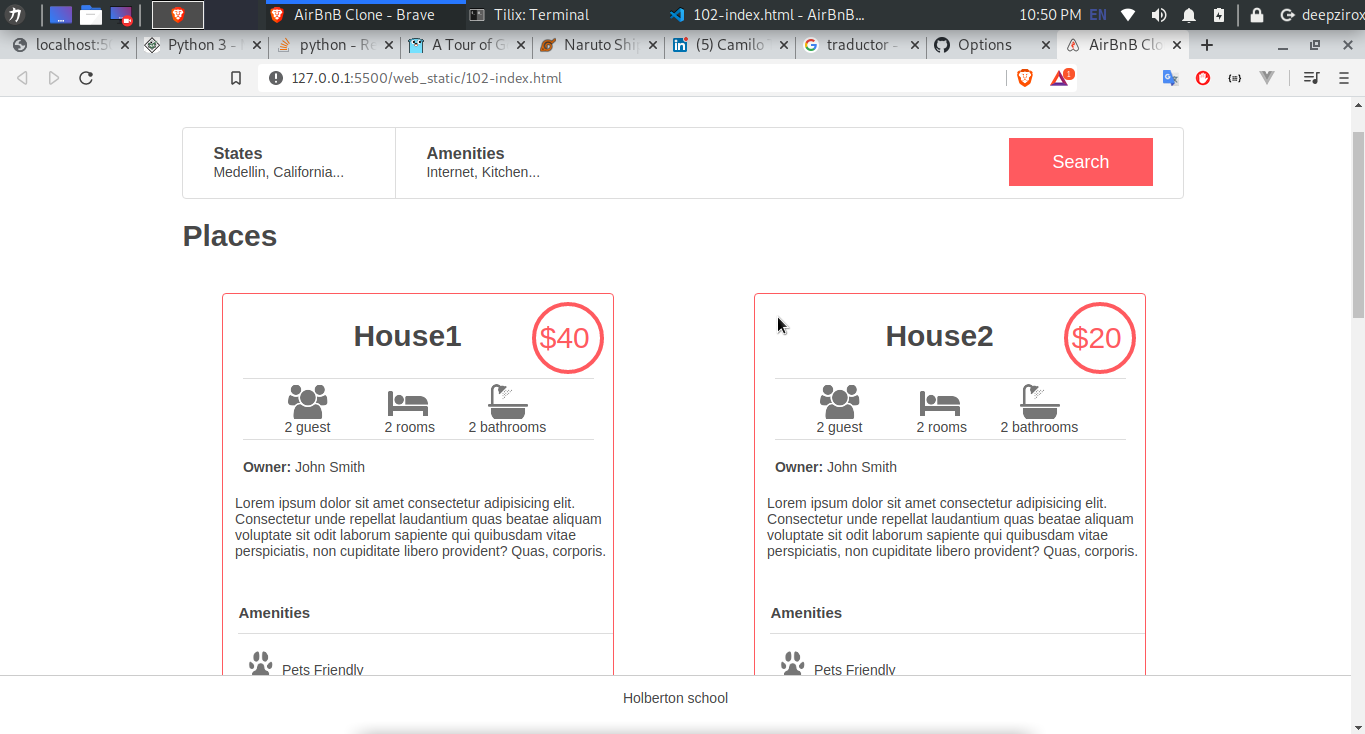 AirBnB Clone - Brave
Tilix: Terminal
102-index.html - AirBnB...
10:50 PM EN
deepzirox
localhost:5
Python 3 -
python - R
A Tour of G
Naruto Shi
(5) Camilo
traductor -
Options
AirBnB Clo
127.0.0.1:5500/web_static/102-index.html
1
States
Medellin, California...
Amenities
Internet, Kitchen...
Search
Places
House1
$40
2 guest
2 rooms
2 bathrooms
Owner: John Smith
Lorem ipsum dolor sit amet consectetur adipisicing elit.
Consectetur unde repellat laudantium quas beatae aliquam
voluptate sit odit laborum sapiente qui quibusdam vitae
perspiciatis, non cupiditate libero provident? Quas, corporis.
Amenities
Pets Friendly
House2
$20
2 guest
2 rooms
2 bathrooms
Owner: John Smith
Lorem ipsum dolor sit amet consectetur adipisicing elit.
Consectetur unde repellat laudantium quas beatae aliquam
voluptate sit odit laborum sapiente qui quibusdam vitae
perspiciatis, non cupiditate libero provident? Quas, corporis.
Amenities
Pets Friendly
Holberton school